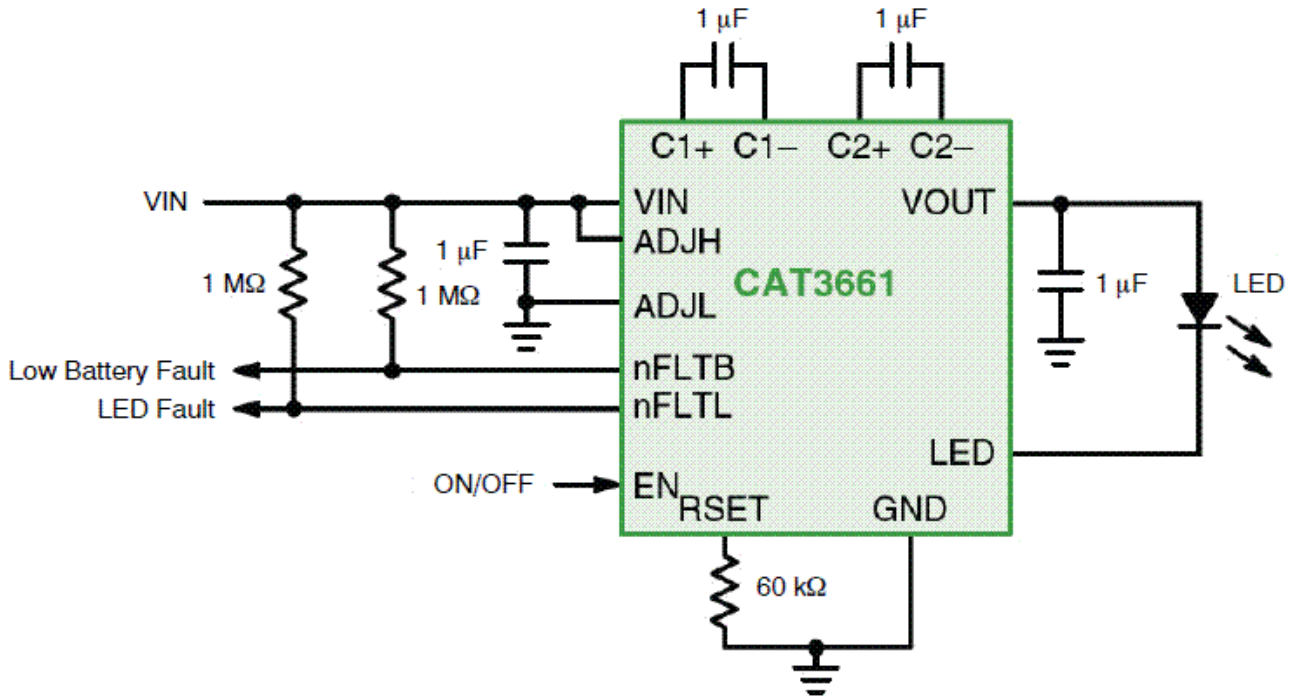 1 μF
1 μF
C1+ C1− C2+ C2−
VIN
VIN
VOUT
ADJH
1 μF
1 MΩ
1 MΩ
CAT3661
1 μF
LED
ADJL
Low Battery Fault
nFLTB
LED Fault
nFLTL
LED
ON/OFF
EN
RSET
GND
60 kΩ